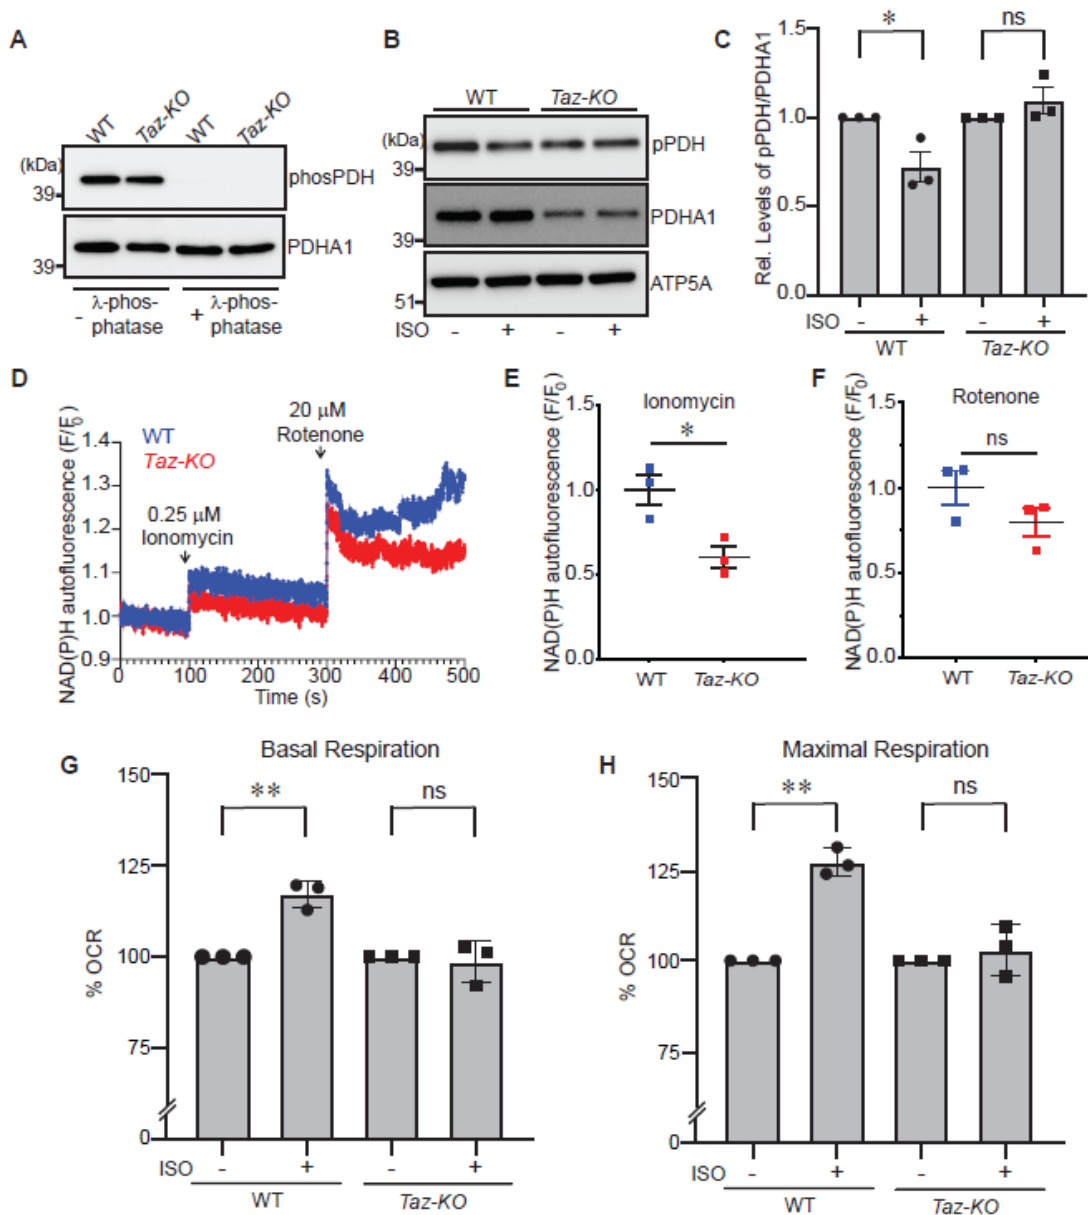 A
WT
Taz-KO
WT
Taz-KO
(kDa)
39
phosPDH
39
PDHA1
- λ-phos-
phatase
+ λ-phos-
phatase
B
WT
Taz-KO
(kDa)
39
pPDH
39
PDHA1
51
ATP5A
ISO - + - +
C
Rel. Levels of pPDH/PDHA1
1.5
1.0
0.5
0.0
*
ns
ISO - + - +
WT
Taz-KO
D
NAD(P)H autofluorescence (F/F0)
1.4
1.3
1.2
1.1
1.0
0.9
WT
Taz-KO
0.25 µM
Ionomycin
20 µM
Rotenone
0 100 200 300 400 500
Time (s)
E
NAD(P)H autofluorescence (F/F0)
Ionomycin
1.5
1.0
0.5
0.0
*
WT Taz-KO
F
NAD(P)H autofluorescence (F/F0)
Rotenone
1.5
1.0
0.5
0.0
ns
WT Taz-KO
G
Basal Respiration
% OCR
150
125
100
75
0
**
ns
ISO - + - +
WT
Taz-KO
H
Maximal Respiration
% OCR
150
125
100
75
0
**
ns
ISO - + - +
WT
Taz-KO